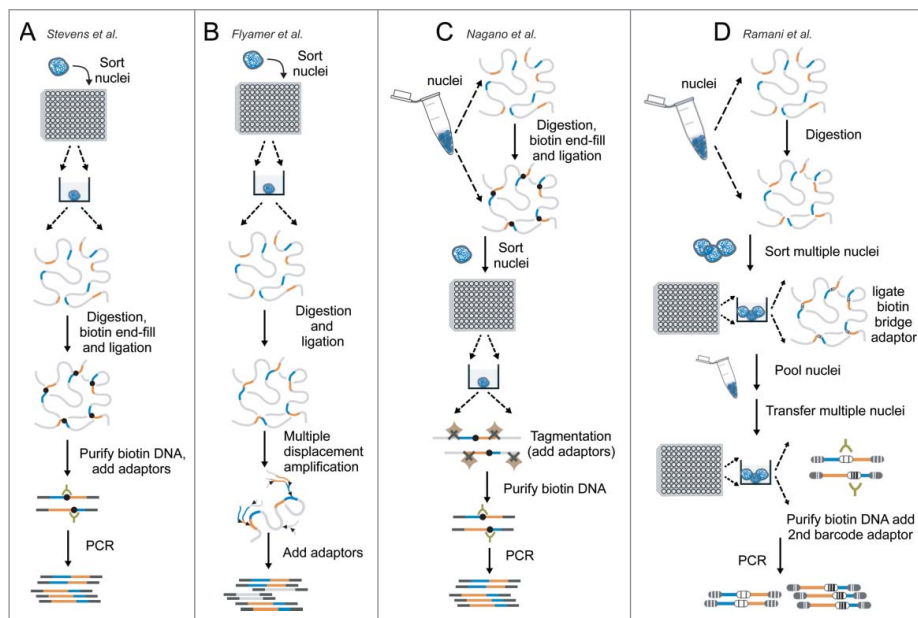 A Stevens et al.
Sort
nuclei
Digestion,
biotin end-fill
and ligation
Purify biotin DNA,
add adaptors
PCR
B Flyamer et al.
Sort
nuclei
Digestion
and
ligation
Multiple
displacement
amplification
Add adaptors
C Nagano et al.
nuclei
Digestion,
biotin end-fill
and ligation
Sort
nuclei
Tagmentation
(add adaptors)
Purify biotin DNA
PCR
D Ramani et al.
nuclei
Digestion
Sort multiple nuclei
ligate
biotin
bridge
adaptor
Pool nuclei
Transfer multiple nuclei
Purify biotin DNA add
2nd barcode adaptor
PCR